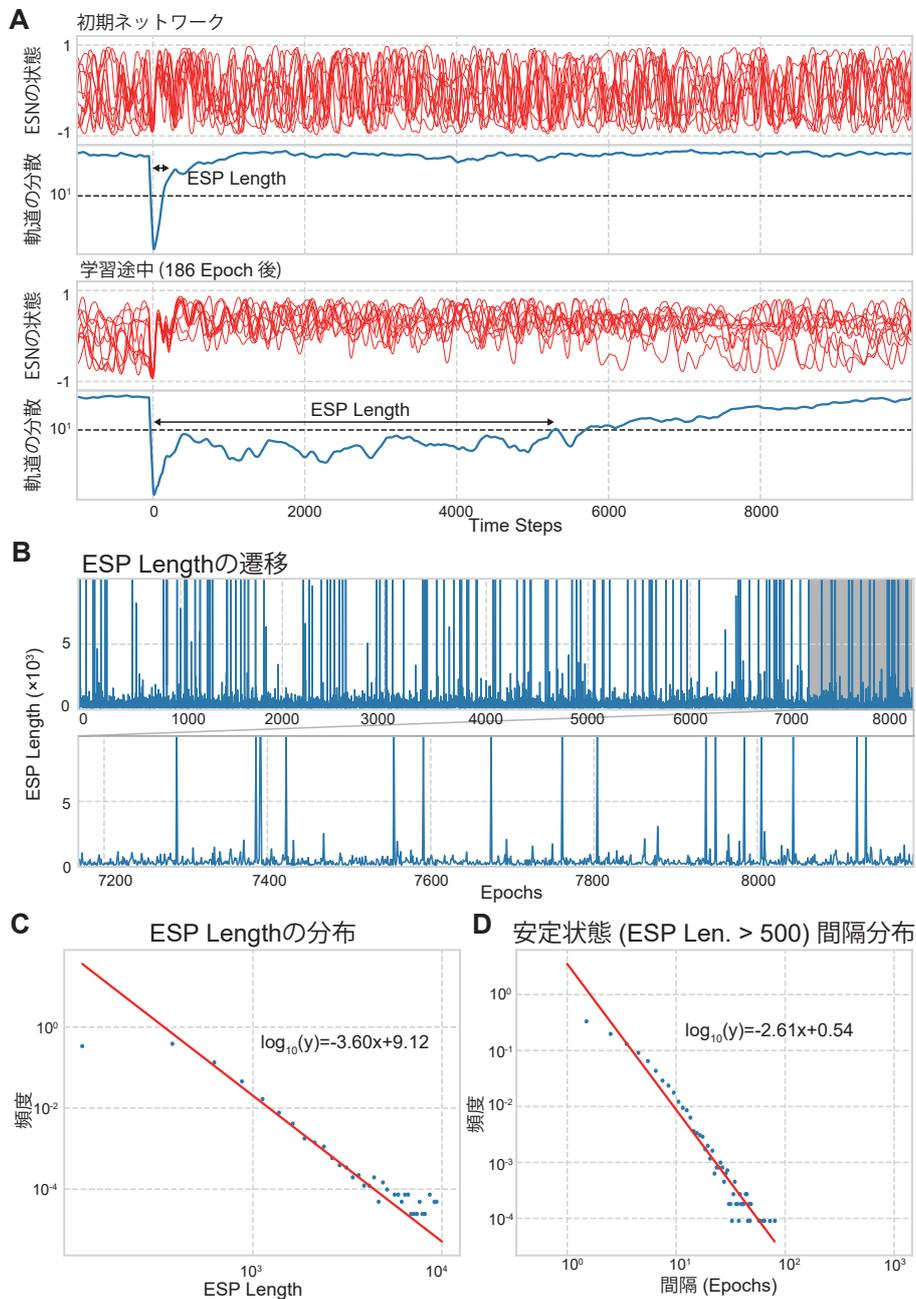 A
初期ネットワーク
ESNの状態
1
-1
軌道の分散
10¹
ESP Length
学習途中 (186 Epoch 後)
ESNの状態
1
-1
軌道の分散
10¹
ESP Length
0 2000 4000 6000 8000
Time Steps
B
ESP Lengthの遷移
ESP Length (×10³)
5
0
0 1000 2000 3000 4000 5000 6000 7000 8000
5
0
7200 7400 7600 7800 8000
Epochs
C
ESP Lengthの分布
log₁₀(y)=-3.60x+9.12
頻度
10⁰
10⁻²
10⁻⁴
10³ 10⁴
ESP Length
D
安定状態 (ESP Len. > 500) 間隔分布
log₁₀(y)=-2.61x+0.54
頻度
10⁰
10⁻¹
10⁻²
10⁻³
10⁻⁴
10⁰ 10¹ 10² 10³
間隔 (Epochs)